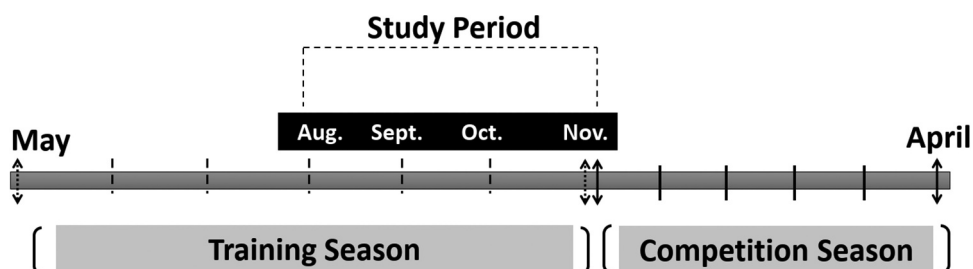 Study Period
Aug. Sept. Oct. Nov.
May
April
Training Season
Competition Season